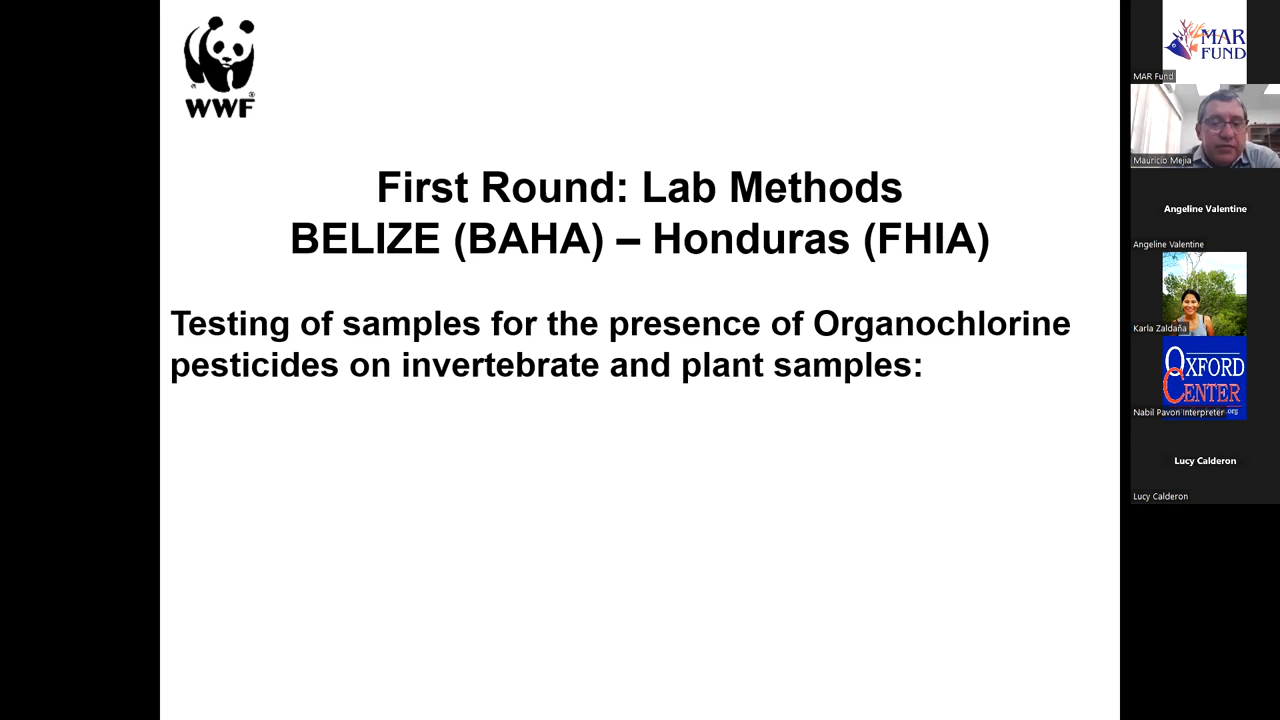 WWF
®
First Round: Lab Methods
BELIZE (BAHA) – Honduras (FHIA)
Testing of samples for the presence of Organochlorine
pesticides on invertebrate and plant samples:
MAR
FUND
MAR Fund
Mauricio Mejia
Angeline Valentine
Angeline Valentine
Karla Zaldaña
OXFORD
CENTER
.org
Nabil Pavon Interpreter
Lucy Calderon
Lucy Calderon